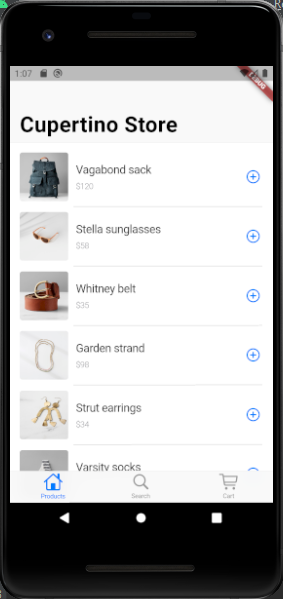 1:07
DEBUG
Cupertino Store
Vagabond sack
$120
Stella sunglasses
$58
Whitney belt
$35
Garden strand
$98
Strut earrings
$34
Varsity socks
Products
Search
Cart